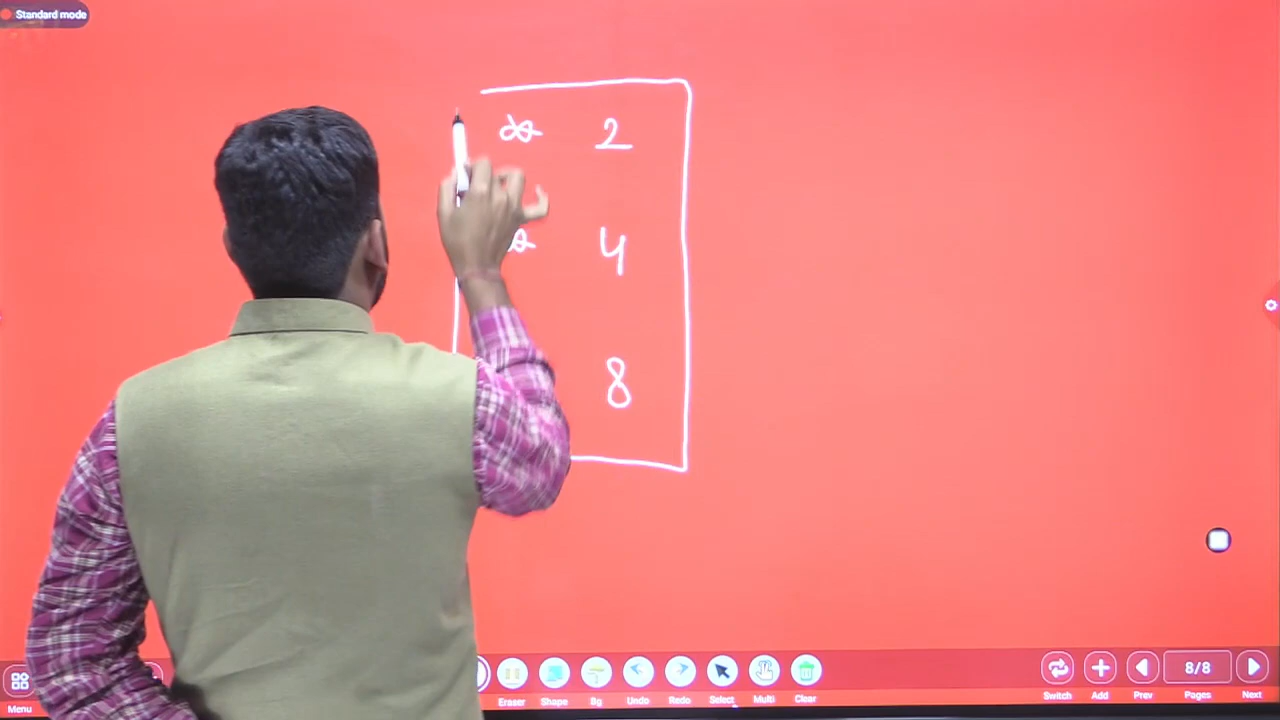 Standard mode
2
4
8
Menu
Eraser
Shape
Bg
Undo
Redo
Select
Multi
Clear
Switch
Add
Prev
8/8
Pages
Next